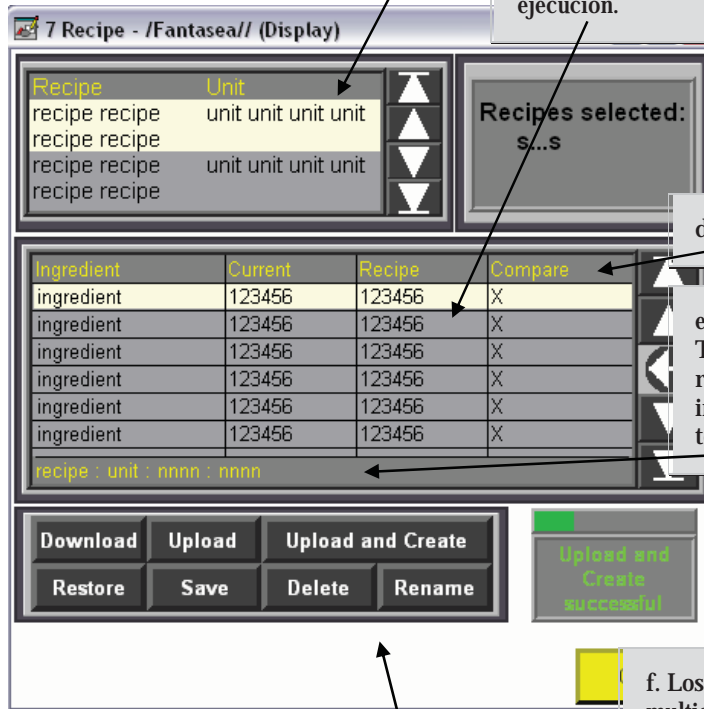 ejecución.
7 Recipe - /Fantasea// (Display)
Recipe Unit
recipe recipe unit unit unit unit
recipe recipe
recipe recipe unit unit unit unit
recipe recipe
Recipes selected:
s...s
d
Ingredient Current Recipe Compare
ingredient 123456 123456 X
ingredient 123456 123456 X
ingredient 123456 123456 X
ingredient 123456 123456 X
ingredient 123456 123456 X
ingredient 123456 123456 X
recipe : unit : nnnn : nnnn
e
T
r
t
Download Upload Upload and Create
Restore Save Delete Rename
Upload and
Create
successful
f. Los